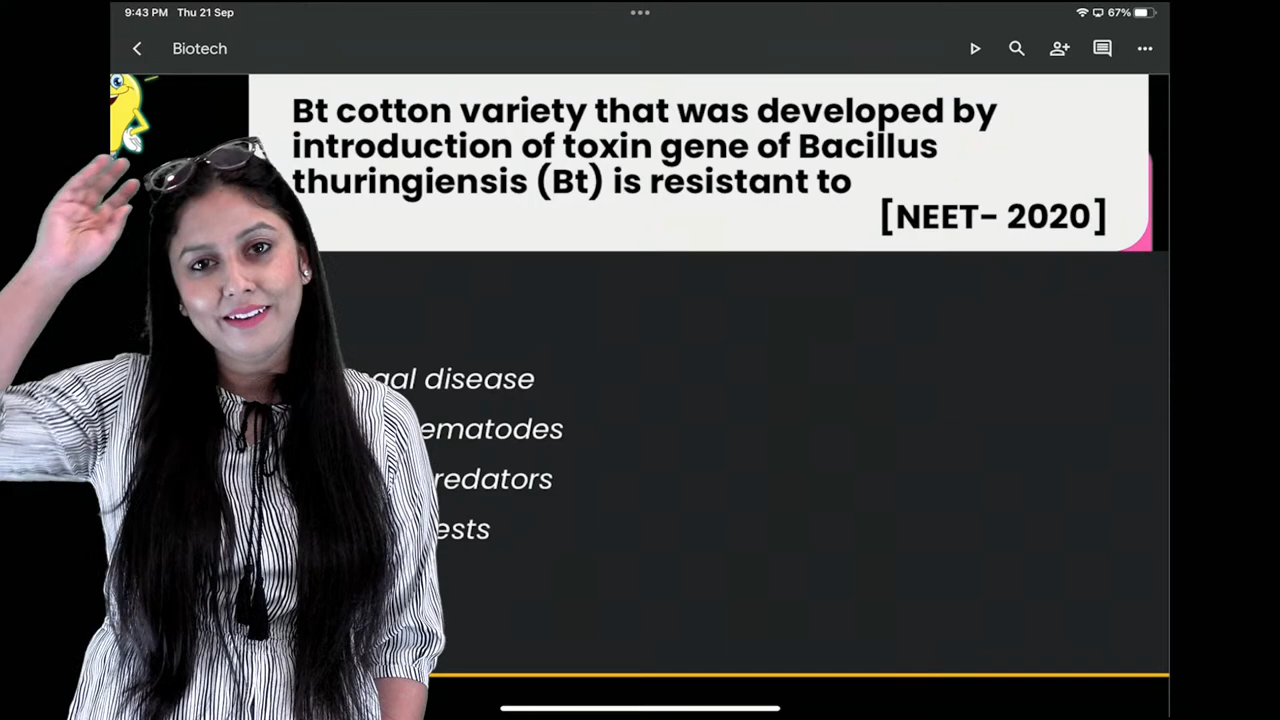 9:43 PM Thu 21 Sep
67%
Biotech
Bt cotton variety that was developed by
introduction of toxin gene of Bacillus
thuringiensis (Bt) is resistant to
[NEET- 2020]
disease